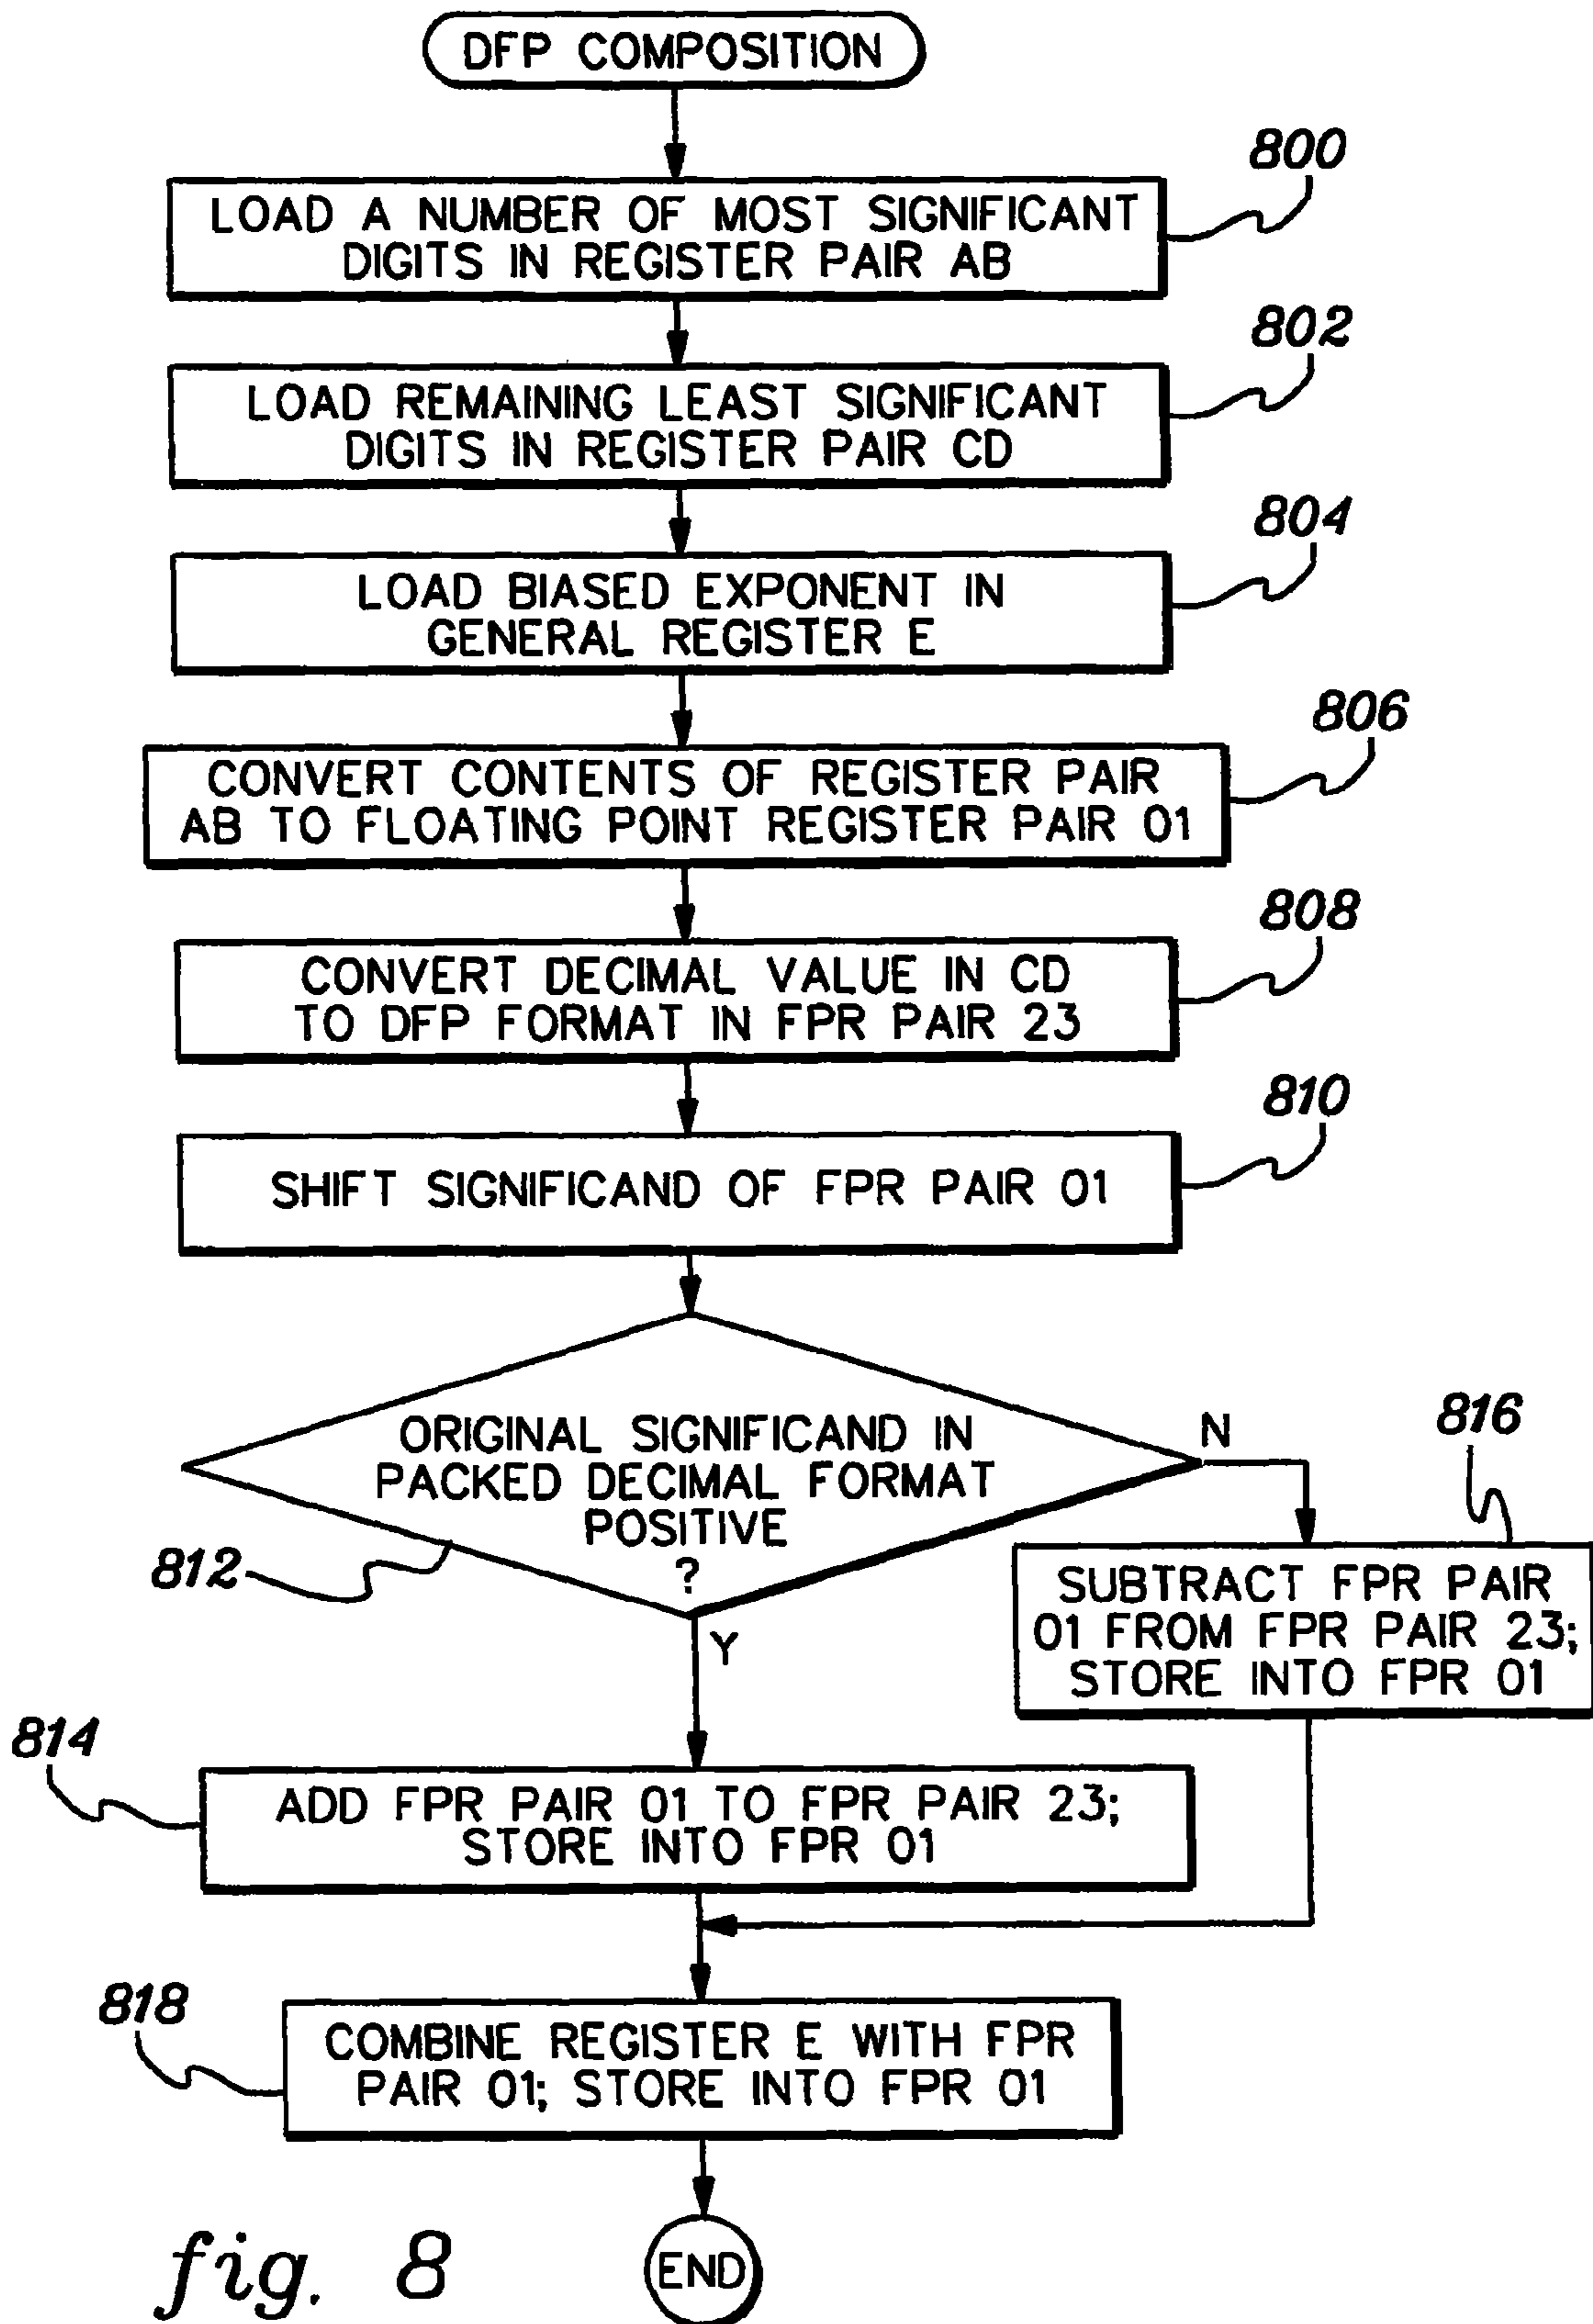 DFP COMPOSITION
800
LOAD A NUMBER OF MOST SIGNIFICANT
DIGITS IN REGISTER PAIR AB
802
LOAD REMAINING LEAST SIGNIFICANT
DIGITS IN REGISTER PAIR CD
804
LOAD BIASED EXPONENT IN
GENERAL REGISTER E
806
CONVERT CONTENTS OF REGISTER PAIR
AB TO FLOATING POINT REGISTER PAIR 01
808
CONVERT DECIMAL VALUE IN CD
TO DFP FORMAT IN FPR PAIR 23
810
SHIFT SIGNIFICAND OF FPR PAIR 01
ORIGINAL SIGNIFICAND IN
PACKED DECIMAL FORMAT
POSITIVE
?
812
N
816
SUBTRACT FPR PAIR
01 FROM FPR PAIR 23;
STORE INTO FPR 01
Y
814
ADD FPR PAIR 01 TO FPR PAIR 23;
STORE INTO FPR 01
818
COMBINE REGISTER E WITH FPR
PAIR 01; STORE INTO FPR 01
END
fig. 8